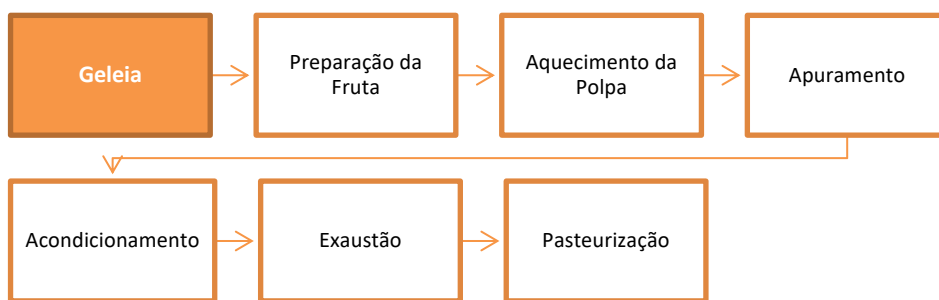 Geleia
Preparação da
Fruta
Aquecimento da
Polpa
Apuramento
Acondicionamento
Exaustão
Pasteurização